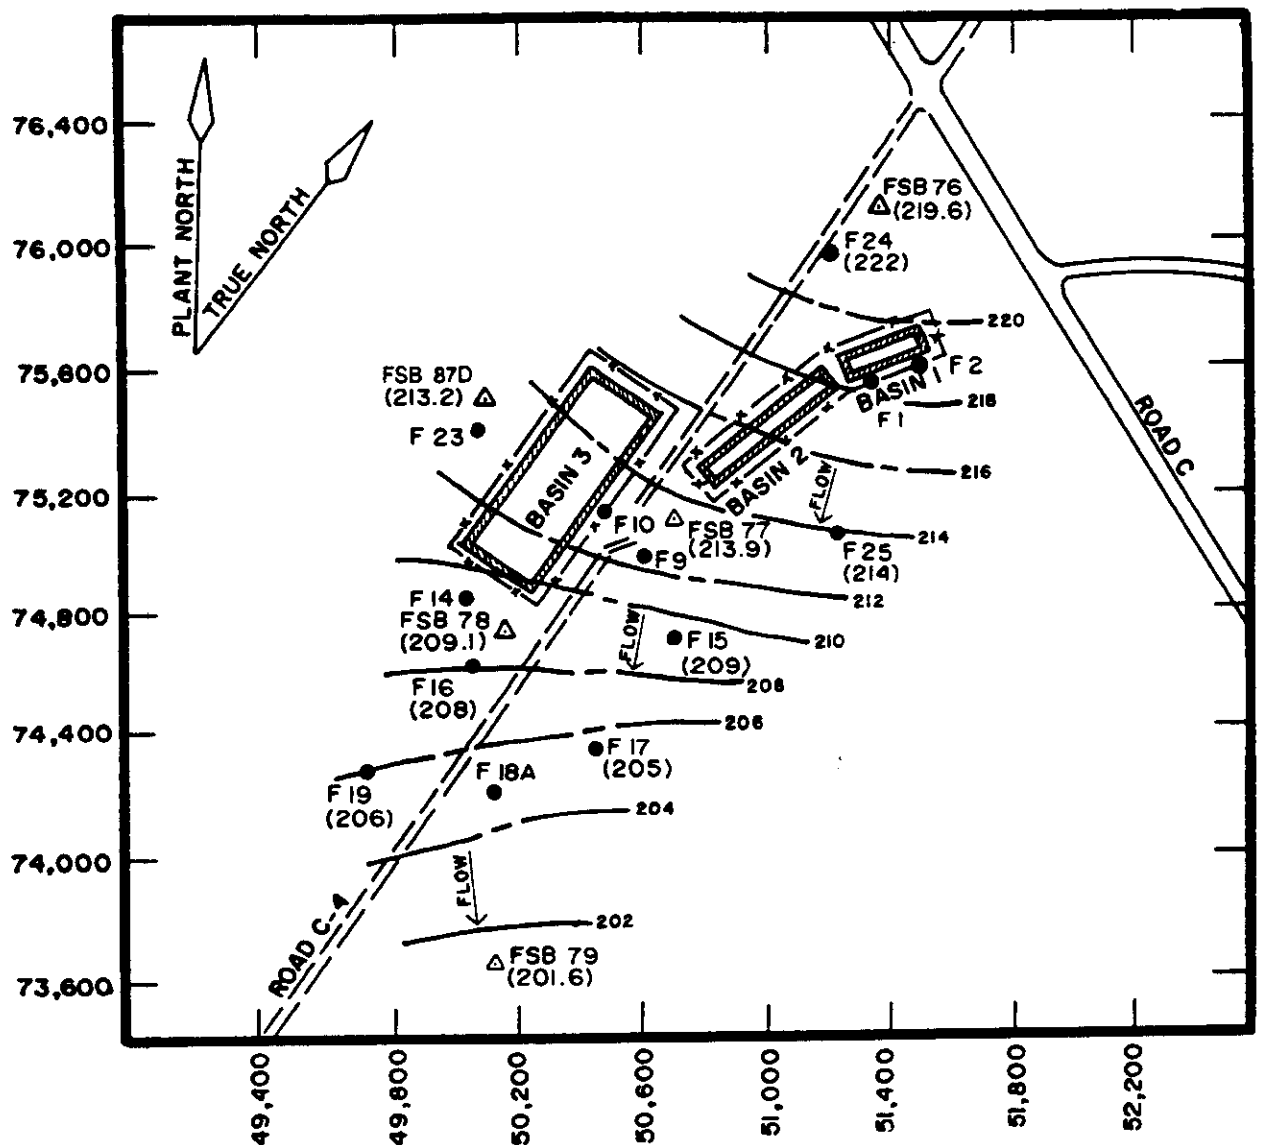 76,400
76,000
75,600
75,200
74,800
74,400
74,000
73,600
PLANT NORTH
TRUE NORTH
FSB 76
(219.6)
F 24
(222)
220
F 2
BASIN 1
F 1
218
FSB 87D
(213.2)
F 23
BASIN 3
BASIN 2
FLOW
216
ROAD C
F 10
FSB 77
(213.9)
F 9
F 25
(214)
214
212
F 14
FSB 78
(209.1)
FLOW
F 15
(209)
210
F 16
(208)
208
206
F 17
(205)
F 18A
F 19
(206)
204
FLOW
202
ROAD C-4
FSB 79
(201.6)
49,400
49,800
50,200
50,600
51,000
51,400
51,800
52,200